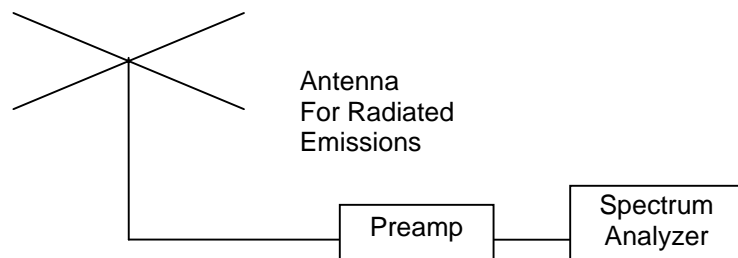 Antenna
For Radiated
Emissions
Preamp
Spectrum
Analyzer